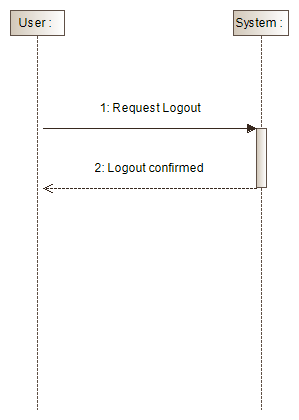 User :
System :
1: Request Logout
2: Logout confirmed